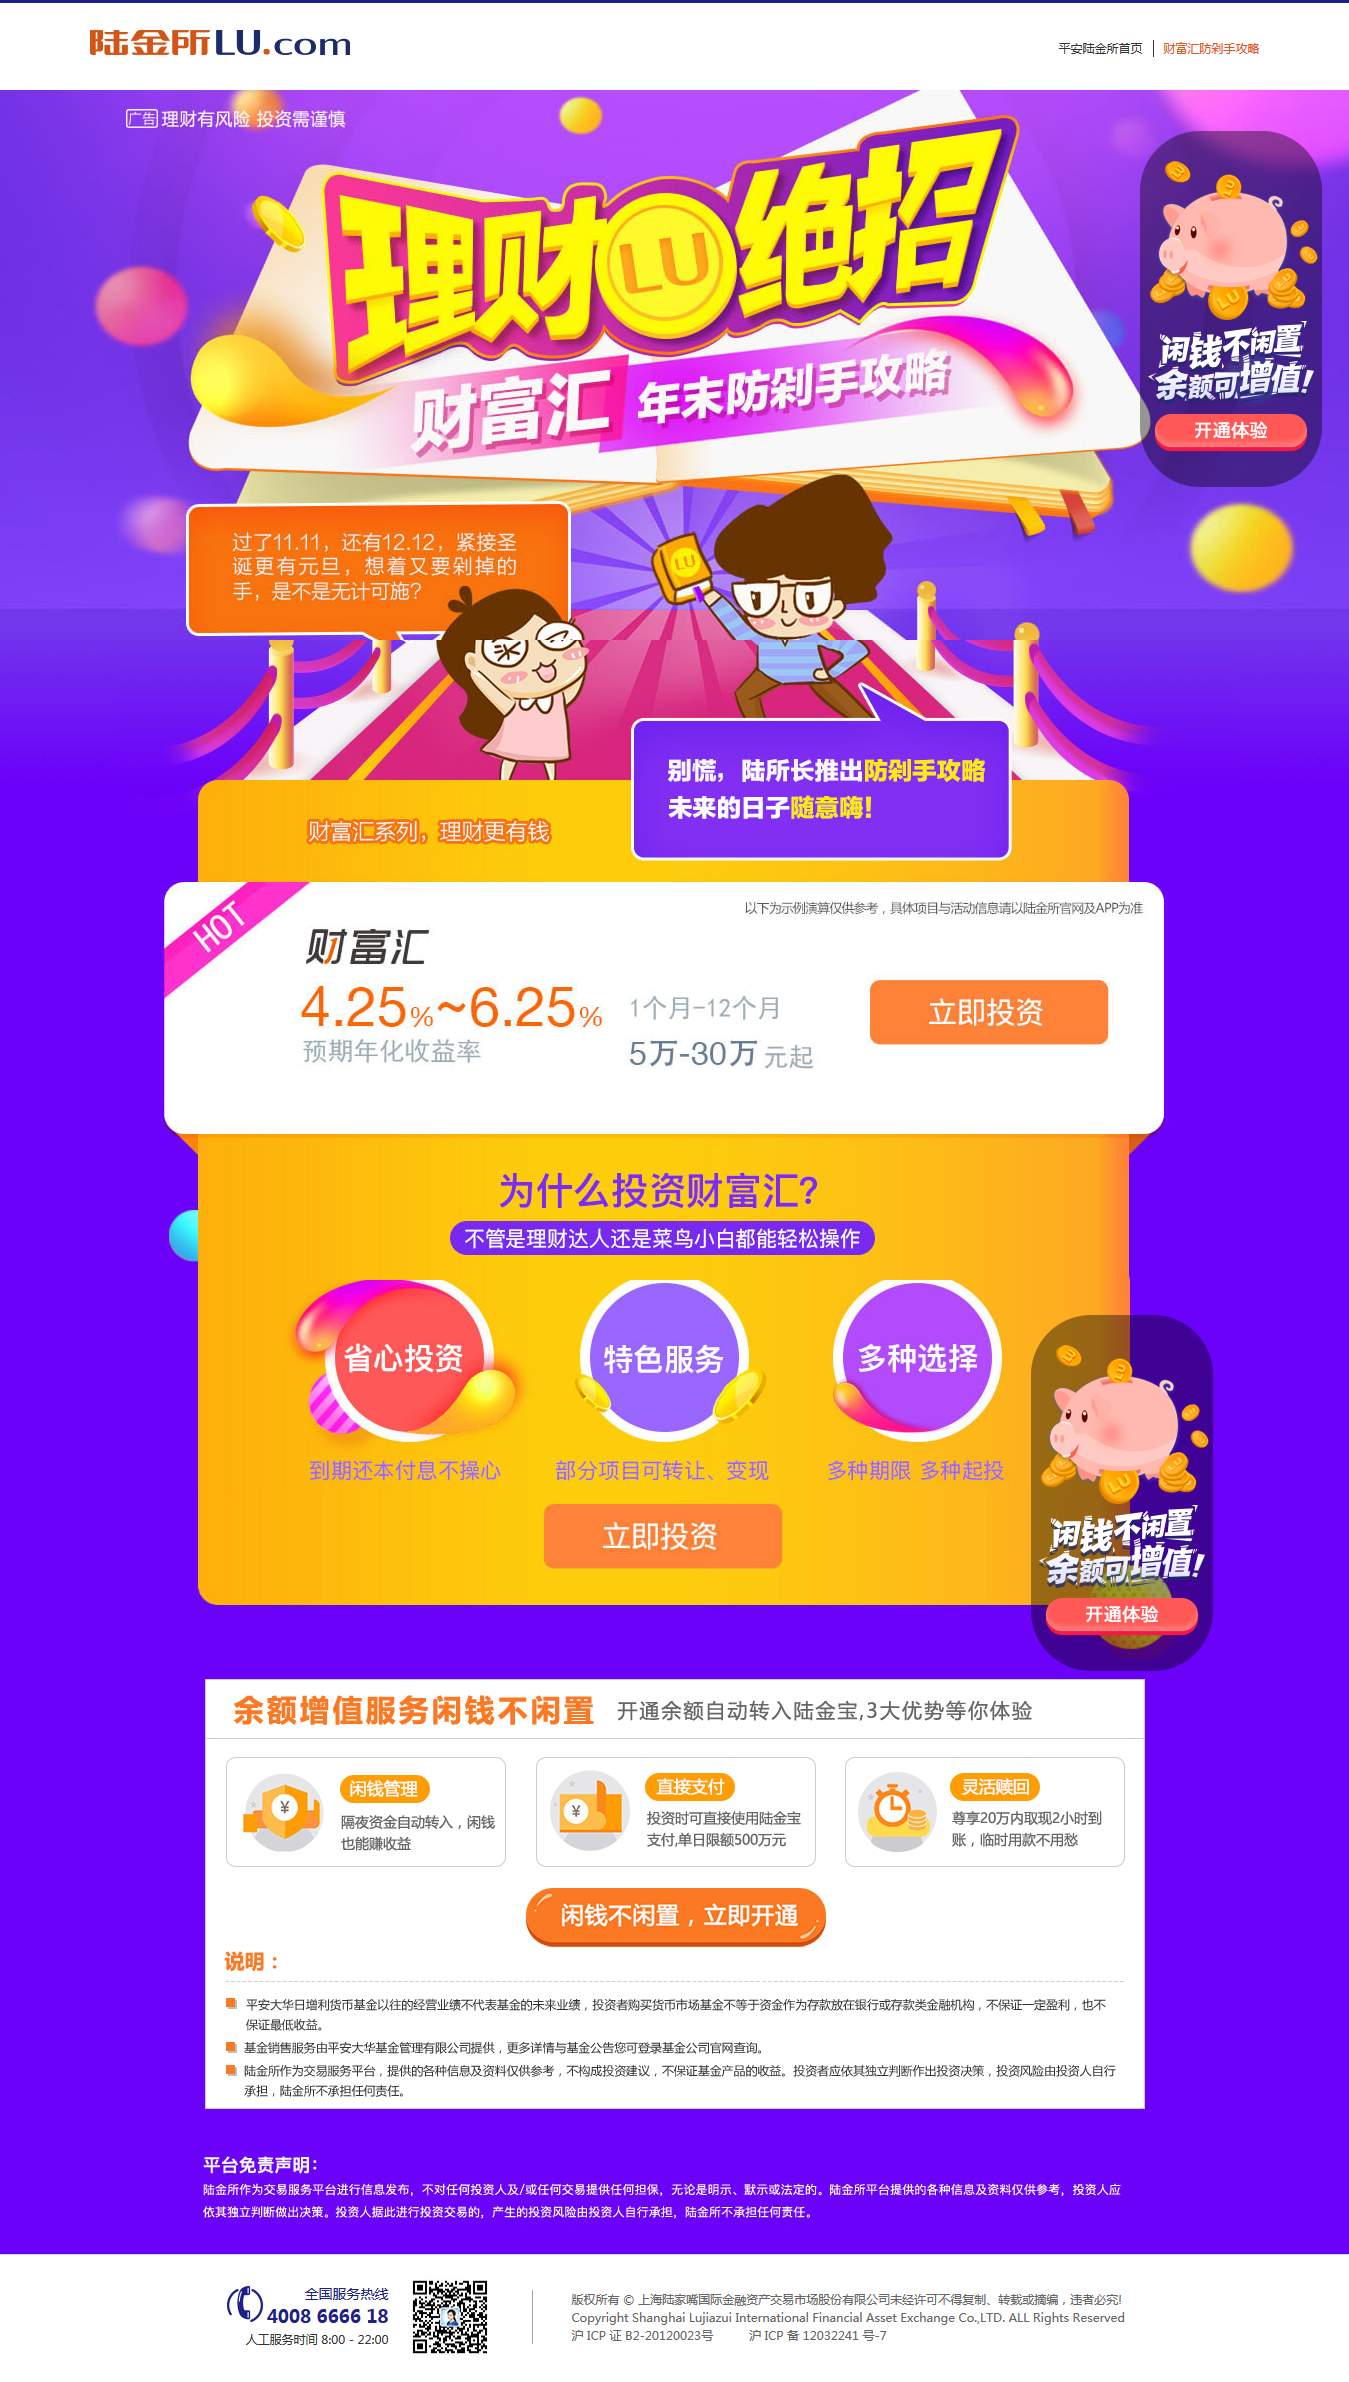 陆金所LU.com
平安陆金所首页
财富汇防剁手攻略
广告 理财有风险 投资需谨慎
理财LU绝招
财富汇 年末防剁手攻略
闲钱不闲置
余额可增值!
开通体验
过了11.11，还有12.12，紧接圣
诞更有元旦，想着又要剁掉的
手，是不是无计可施?
LU
别慌，陆所长推出防剁手攻略
未来的日子随意嗨!
财富汇系列，理财更有钱
HOT
以下为示例演算仅供参考，具体项目与活动信息请以陆金所官网及APP为准
财富汇
4.25%~6.25%
预期年化收益率
1个月-12个月
5万-30万 元起
立即投资
为什么投资财富汇?
不管是理财达人还是菜鸟小白都能轻松操作
省心投资
特色服务
多种选择
到期还本付息不操心
部分项目可转让、变现
多种期限 多种起投
立即投资
LU
闲钱不闲置
余额可增值!
开通体验
余额增值服务闲钱不闲置 开通余额自动转入陆金宝,3大优势等你体验
闲钱管理
隔夜资金自动转入，闲钱
也能赚收益
直接支付
投资时可直接使用陆金宝
支付,单日限额500万元
灵活赎回
尊享20万内取现2小时到
账，临时用款不用愁
闲钱不闲置，立即开通
说明：
平安大华日增利货币基金以往的经营业绩不代表基金的未来业绩，投资者购买货币市场基金不等于资金作为存款放在银行或存款类金融机构，不保证一定盈利，也不
保证最低收益。
基金销售服务由平安大华基金管理有限公司提供，更多详情与基金公告您可登录基金公司官网查询。
陆金所作为交易服务平台，提供的各种信息及资料仅供参考，不构成投资建议，不保证基金产品的收益。投资者应依其独立判断作出投资决策，投资风险由投资人自行
承担，陆金所不承担任何责任。
平台免责声明：
陆金所作为交易服务平台进行信息发布，不对任何投资人及/或任何交易提供任何担保，无论是明示、默示或法定的。陆金所平台提供的各种信息及资料仅供参考，投资人应
依其独立判断做出决策。投资人据此进行投资交易的，产生的投资风险由投资人自行承担，陆金所不承担任何责任。
全国服务热线
4008 6666 18
人工服务时间 8:00 - 22:00
版权所有 © 上海陆家嘴国际金融资产交易市场股份有限公司未经许可不得复制、转载或摘编，违者必究!
Copyright Shanghai Lujiazui International Financial Asset Exchange Co.,LTD. ALL Rights Reserved
沪 ICP 证 B2-20120023号 沪 ICP 备 12032241 号-7